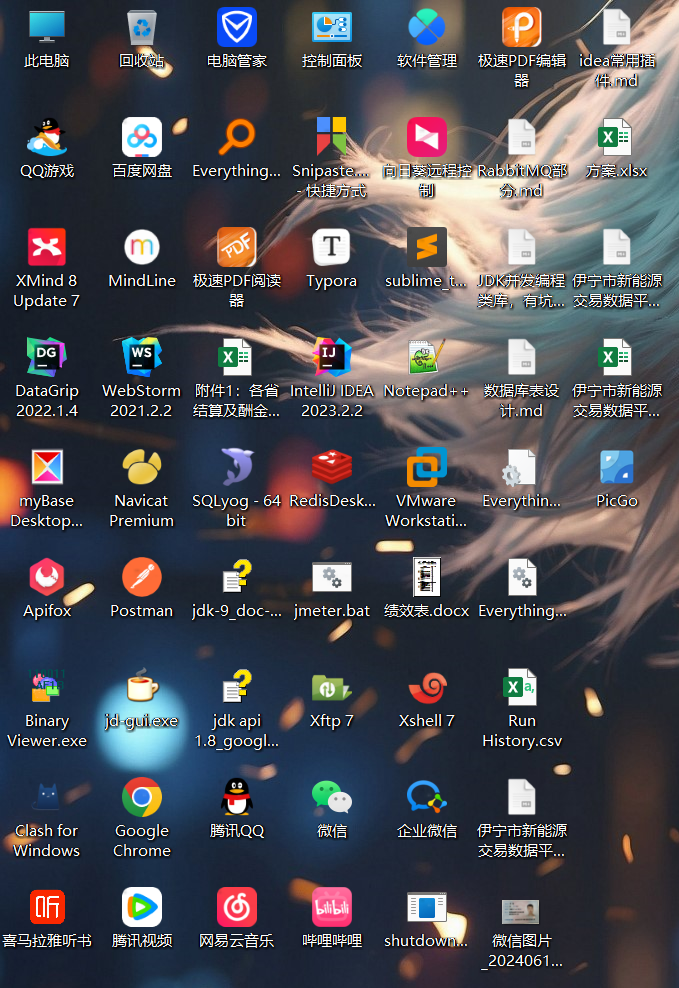 此电脑
回收站
电脑管家
控制面板
软件管理
极速PDF编辑
器
idea常用插
件.md
QQ游戏
百度网盘
Everything...
Snipaste...
- 快捷方式
向日葵远程控
制
RabbitMQ部
分.md
方案.xlsx
XMind 8
Update 7
m
MindLine
PDF
极速PDF阅读
器
T
Typora
sublime_t...
JDK并发编程
类库，有坑...
伊宁市新能源
交易数据平...
DG
DataGrip
2022.1.4
WS
WebStorm
2021.2.2
附件1：各省
结算及酬金...
IJ
IntelliJ IDEA
2023.2.2
Notepad++
数据库表设
计.md
伊宁市新能源
交易数据平...
myBase
Desktop...
Navicat
Premium
SQLyog - 64
bit
RedisDesk...
VMware
Workstati...
Everythin...
PicGo
Apifox
Postman
jdk-9_doc-...
jmeter.bat
绩效表.docx
Everything...
Binary
Viewer.exe
jd-gui.exe
jdk api
1.8_googl...
Xftp 7
Xshell 7
Run
History.csv
Clash for
Windows
Google
Chrome
腾讯QQ
微信
企业微信
伊宁市新能源
交易数据平...
听
喜马拉雅听书
腾讯视频
网易云音乐
bilibili
哔哩哔哩
shutdown...
微信图片
_2024061...